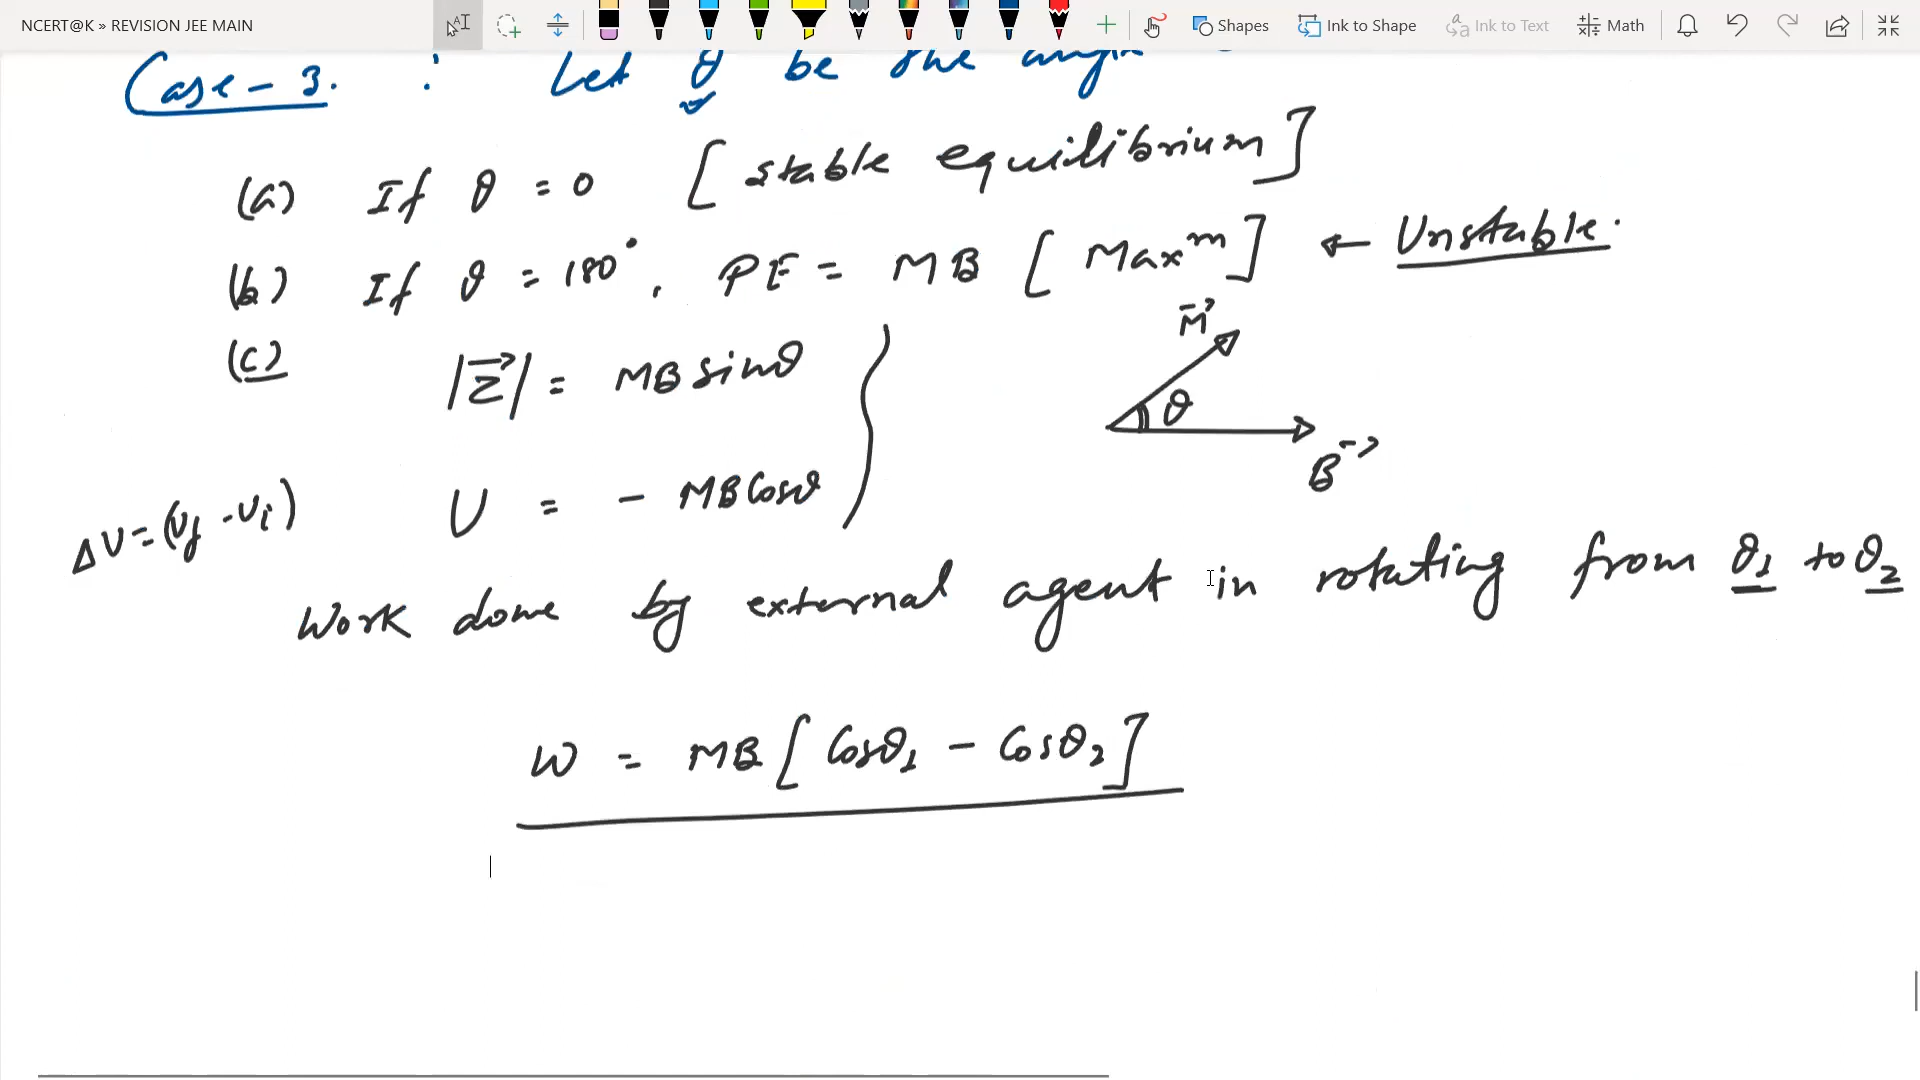 NCERT@K » REVISION JEE MAIN
Shapes Ink to Shape Ink to Text Math
Case - 3. : Let θ be the angle
(a) If θ = 0 [stable equilibrium]
(b) If θ = 180°, PE = MB [Maxᵐ] ← Unstable.
(c) |τ⃗| = MB sinθ
M⃗
θ
B⃗
U = - MB Cosθ
ΔU = (Uf - Ui)
Work done by external agent in rotating from θ₁ to θ₂
W = MB [Cosθ₁ - Cosθ₂]